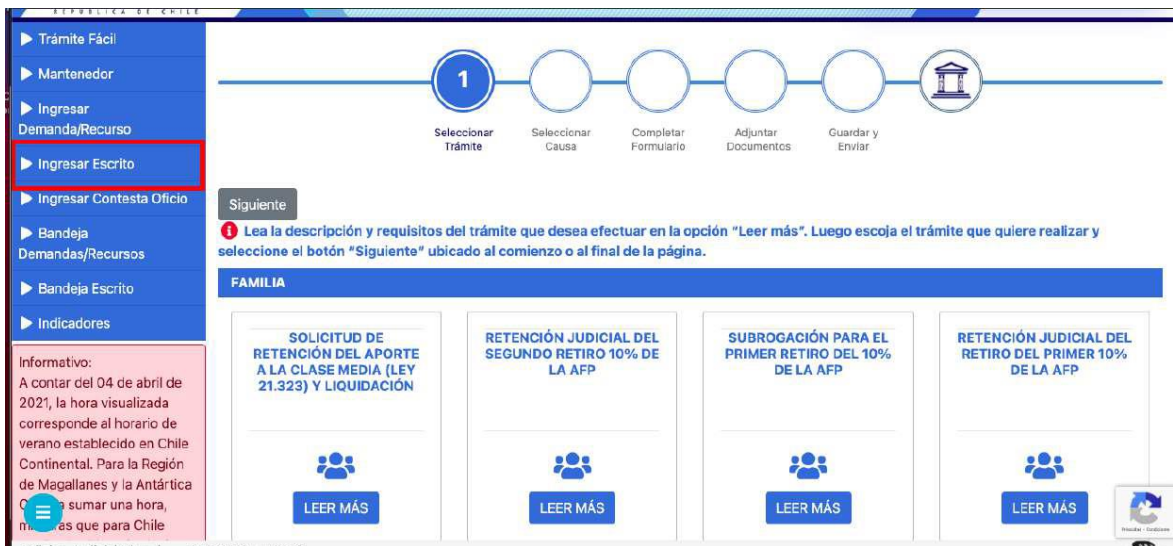 REPUBLICA DE CHILE
Trámite Fácil
Mantenedor
Ingresar
Demanda/Recurso
Ingresar Escrito
Ingresar Contesta Oficio
Bandeja
Demandas/Recursos
Bandeja Escrito
Indicadores
Informativo:
A contar del 04 de abril de
2021, la hora visualizada
corresponde al horario de
verano establecido en Chile
Continental. Para la Región
de Magallanes y la Antártica
sumar una hora,
que para Chile
1
Seleccionar
Trámite
Seleccionar
Causa
Completar
Formulario
Adjuntar
Documentos
Guardar y
Enviar
Siguiente
Lea la descripción y requisitos del trámite que desea efectuar en la opción "Leer más". Luego escoja el trámite que quiere realizar y
seleccione el botón "Siguiente" ubicado al comienzo o al final de la página.
FAMILIA
SOLICITUD DE
RETENCIÓN DEL APORTE
A LA CLASE MEDIA (LEY
21.323) Y LIQUIDACIÓN
LEER MÁS
RETENCIÓN JUDICIAL DEL
SEGUNDO RETIRO 10% DE
LA AFP
LEER MÁS
SUBROGACIÓN PARA EL
PRIMER RETIRO DEL 10%
DE LA AFP
LEER MÁS
RETENCIÓN JUDICIAL DEL
RETIRO DEL PRIMER 10%
DE LA AFP
LEER MÁS